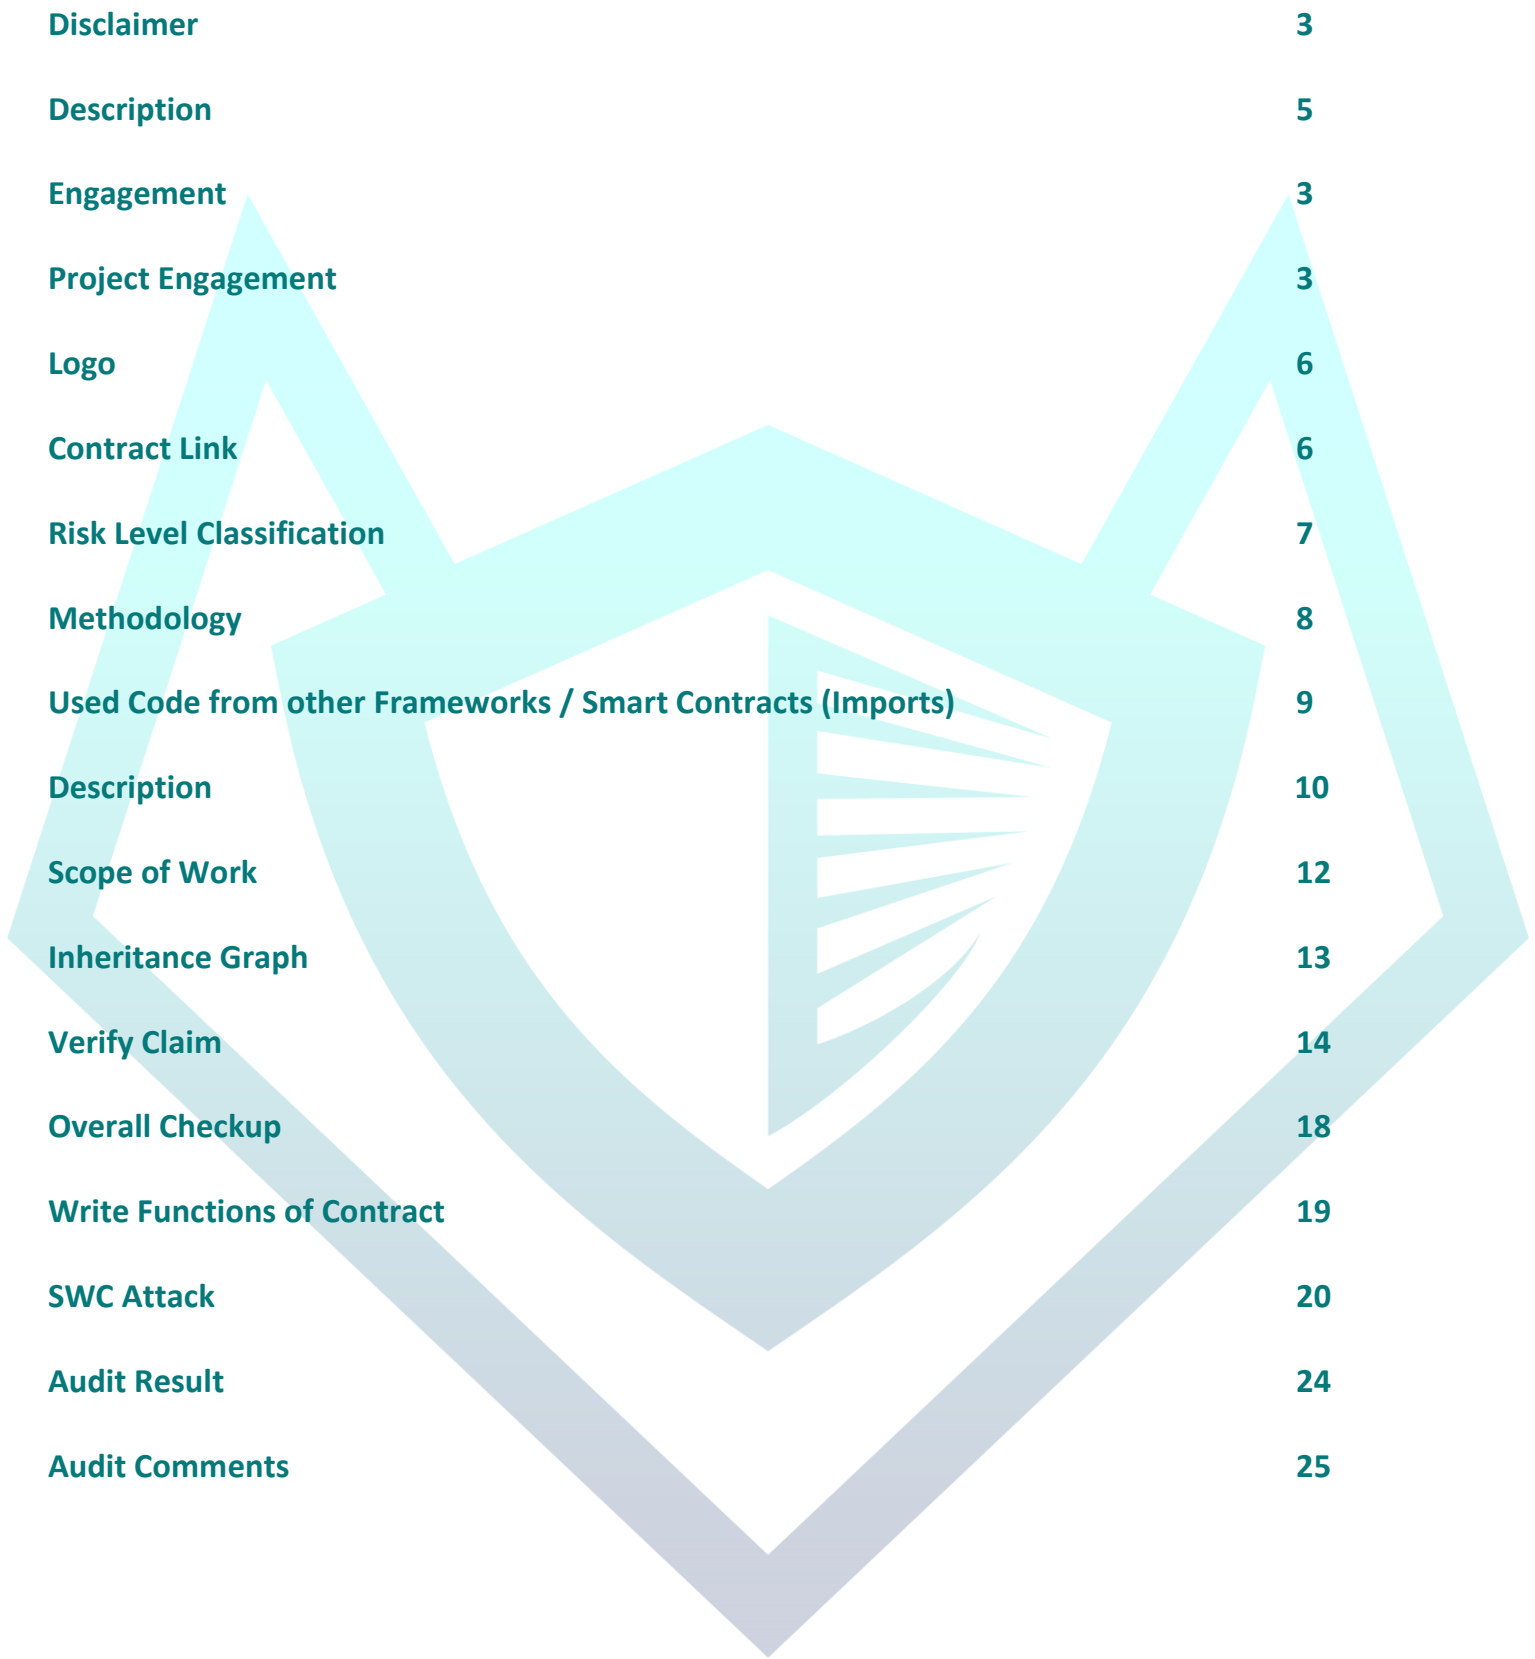 Disclaimer 3
Description 5
Engagement 3
Project Engagement 3
Logo 6
Contract Link 6
Risk Level Classification 7
Methodology 8
Used Code from other Frameworks / Smart Contracts (Imports) 9
Description 10
Scope of Work 12
Inheritance Graph 13
Verify Claim 14
Overall Checkup 18
Write Functions of Contract 19
SWC Attack 20
Audit Result 24
Audit Comments 25